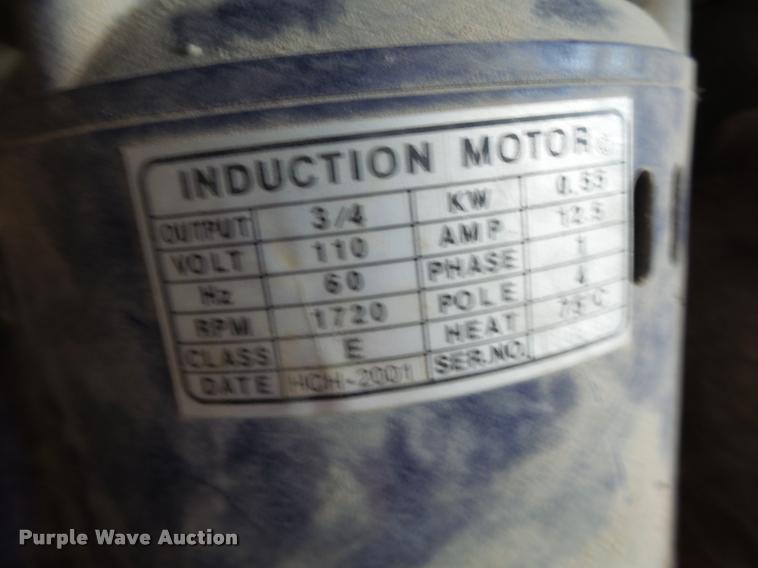 INDUCTION MOTOR
OUTPUT 3/4 KW 0.55
VOLT 110 AMP 12.5
Hz 60 PHASE 1
RPM 1720 POLE 4
CLASS E HEAT 75°C
DATE HCH-2001 SER.NO.
Purple Wave Auction